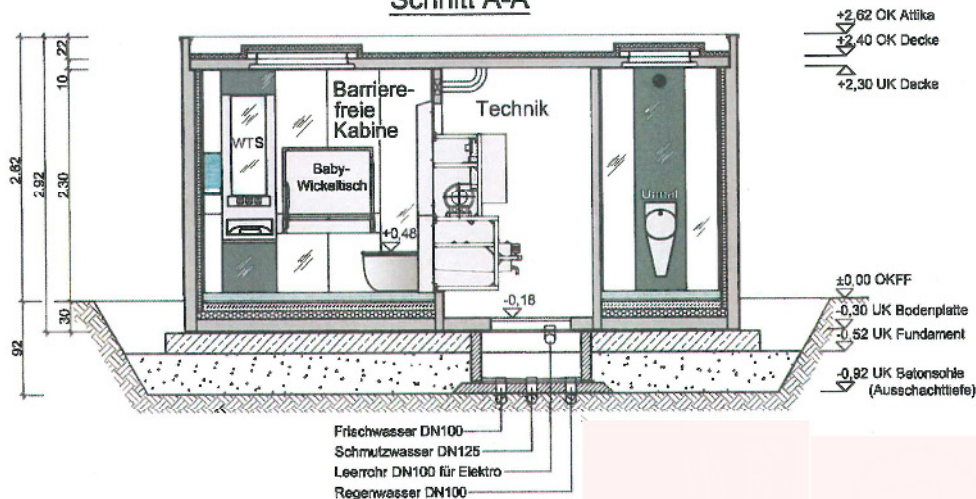 Schnitt A-A
+2,62 OK Attika
+2,40 OK Decke
+2,30 UK Decke
22
10
2,62
2,92
2,30
30
92
Barriere-
freie
Kabine
WTS
Baby-
Wickeltisch
+0,48
Technik
-0,18
Urinal
±0,00 OKFF
-0,30 UK Bodenplatte
-0,52 UK Fundament
-0,92 UK Betonsohle
(Ausschachttiefe)
Frischwasser DN100
Schmutzwasser DN125
Leerrohr DN100 für Elektro
Regenwasser DN100